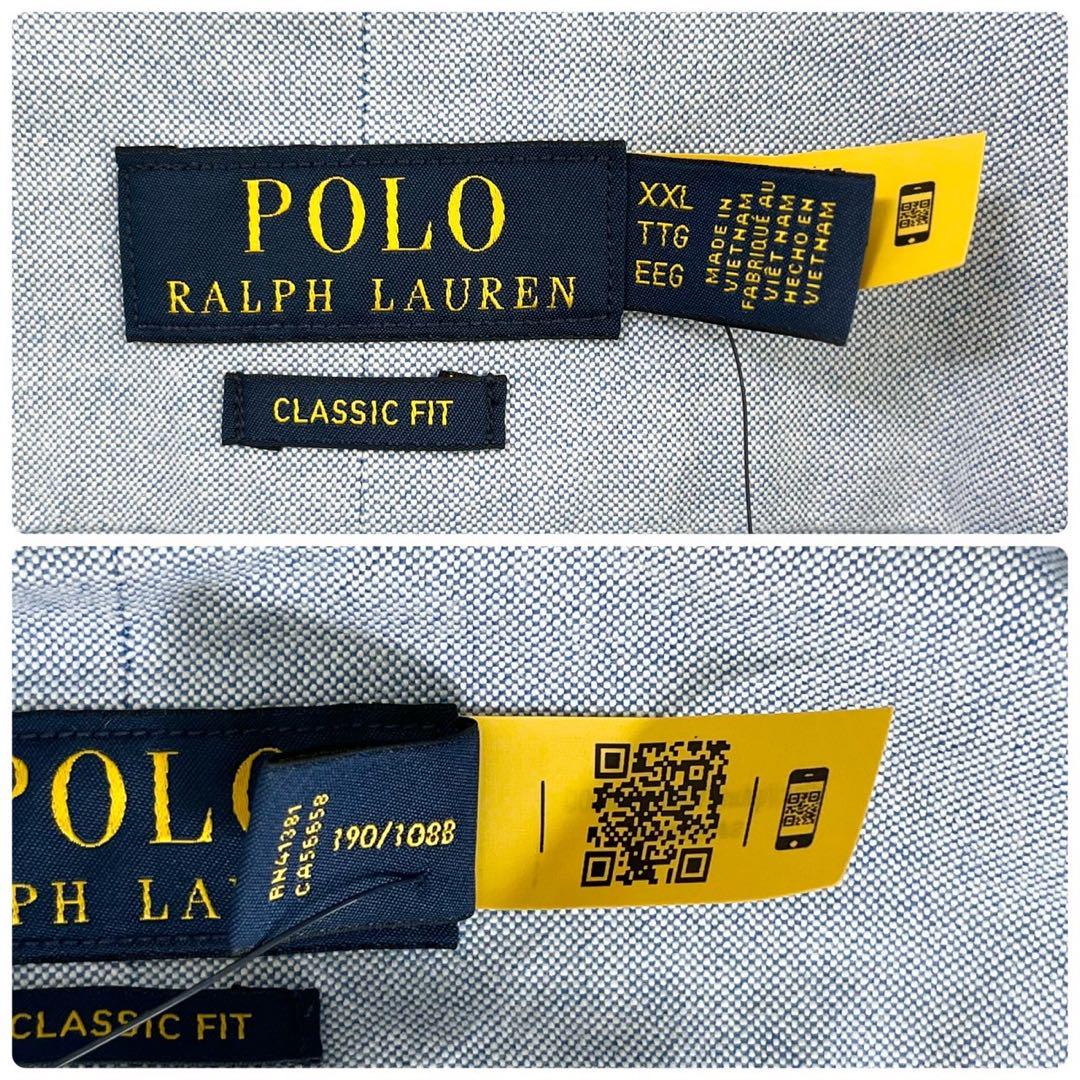 POLO
RALPH LAUREN
XXL
TTG
EEG
MADE IN
VIETNAM
FABRIQUÉ AU
VIÊT NAM
HECHO EN
VIETNAM
CLASSIC FIT
POLO
PH LA
RN41381
CA56658
190/108B
CLASSIC FIT